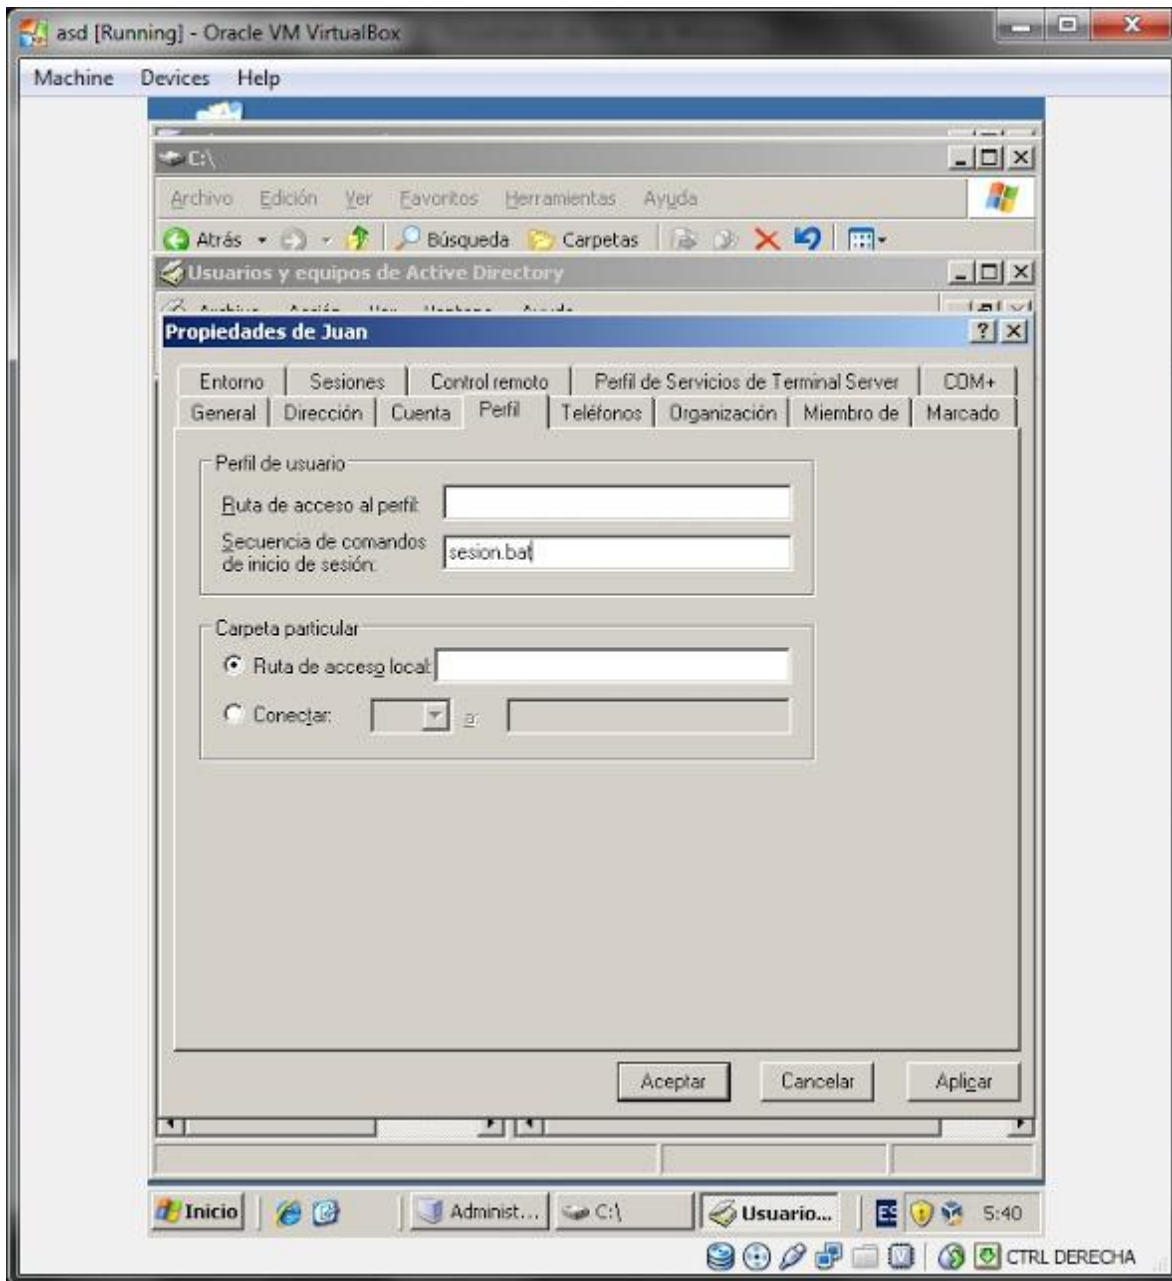 asd [Running] - Oracle VM VirtualBox
Machine Devices Help
C:\
Archivo Edición Ver Favoritos Herramientas Ayuda
Atrás Búsqueda Carpetas
Usuarios y equipos de Active Directory
Propiedades de Juan
Entorno Sesiones Control remoto Perfil de Servicios de Terminal Server COM+
General Dirección Cuenta Perfil Teléfonos Organización Miembro de Marcado
Perfil de usuario
Ruta de acceso al perfil:
Secuencia de comandos
de inicio de sesión:
sesion.bat
Carpeta particular
Ruta de acceso local:
Conectar: a:
Aceptar Cancelar Aplicar
Inicio Administ... C:\ Usuario... ES 5:40
CTRL DERECHA